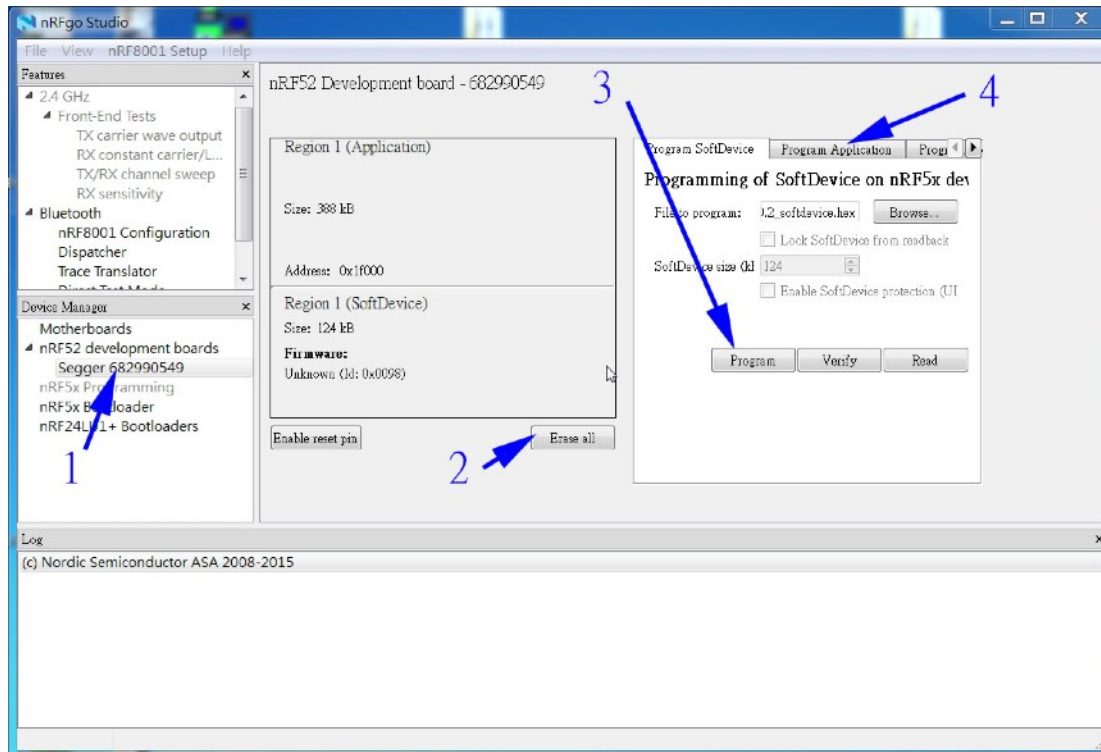 nRFgo Studio
File View nRF8001 Setup Help
Features
2.4 GHz
Front-End Tests
TX carrier wave output
RX constant carrier/L...
TX/RX channel sweep
RX sensitivity
Bluetooth
nRF8001 Configuration
Dispatcher
Trace Translator
Direct Test Mode
Device Manager
Motherboards
nRF52 development boards
Segger 682990549
nRF5x Programming
nRF5x Bootloader
nRF24LU1+ Bootloaders
1
nRF52 Development board - 682990549
Region 1 (Application)
Size: 388 kB
Address: 0x1f000
Region 1 (SoftDevice)
Size: 124 kB
Firmware:
Unknown (Id: 0x0098)
Enable reset pin
Erase all
2
3
4
Program SoftDevice Program Application Progr
Programming of SoftDevice on nRF5x dev
File to program: ).2_softdevice.hex Browse...
Lock SoftDevice from readback
SoftDevice size (kl 124
Enable SoftDevice protection (UI
Program Verify Read
Log
(c) Nordic Semiconductor ASA 2008-2015